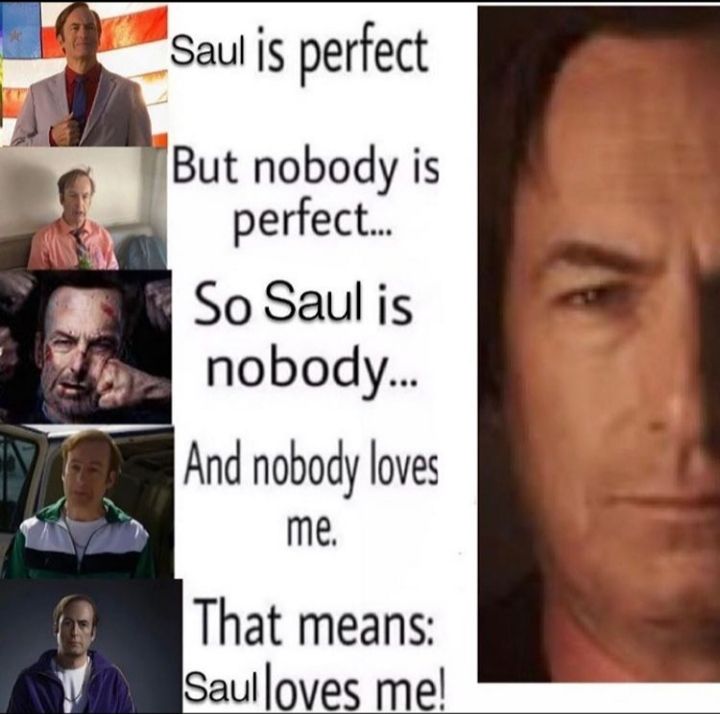 Saul is perfect
But nobody is
perfect...
So Saul is
nobody...
And nobody loves
me.
That means:
Saul loves me!